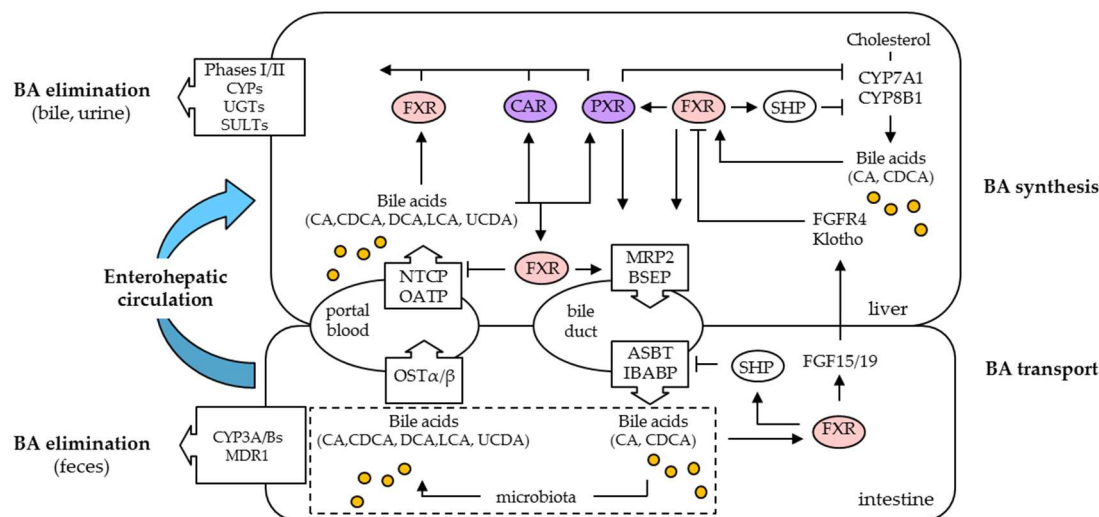 Cholesterol
BA elimination
(bile, urine)
Phases I/II
CYPs
UGTs
SULTs
FXR
CAR
PXR
FXR
SHP
CYP7A1
CYP8B1
Bile acids
(CA, CDCA)
BA synthesis
Bile acids
(CA,CDCA, DCA,LCA, UCDA)
FGFR4
Klotho
Enterohepatic
circulation
NTCP
OATP
FXR
MRP2
BSEP
portal
blood
bile
duct
liver
OSTα/β
ASBT
IBABP
SHP
FGF15/19
BA transport
BA elimination
(feces)
CYP3A/Bs
MDR1
Bile acids
(CA,CDCA, DCA,LCA, UCDA)
Bile acids
(CA, CDCA)
FXR
microbiota
intestine